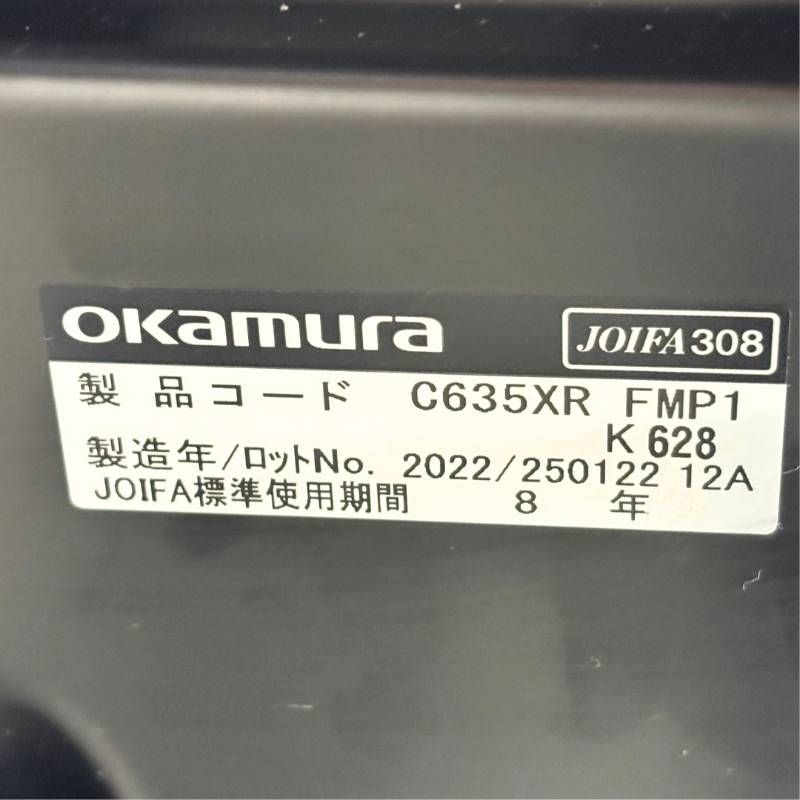 okamura JOIFA308
製 品 コ ー ド C635XR FMP1
K 628
製造年/ロットNo. 2022/250122 12A
JOIFA標準使用期間 8 年